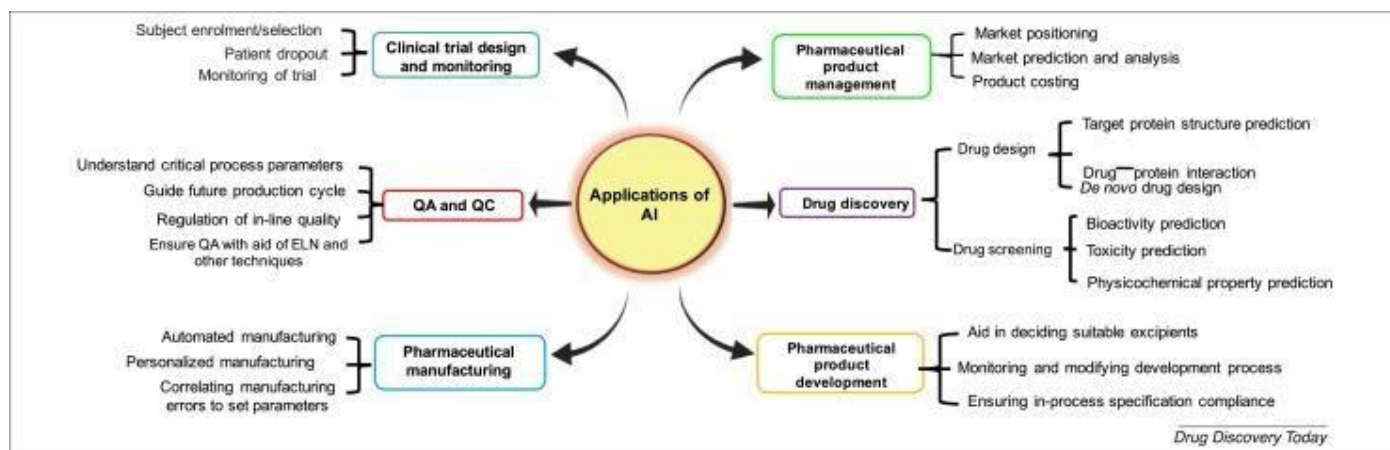 Subject enrolment/selection
Patient dropout
Monitoring of trial
Clinical trial design
and monitoring
Pharmaceutical
product
management
Market positioning
Market prediction and analysis
Product costing
Understand critical process parameters
Guide future production cycle
Regulation of in-line quality
Ensure QA with aid of ELN and
other techniques
QA and QC
Applications of
AI
Drug discovery
Drug design
Target protein structure prediction
Drug—protein interaction
De novo drug design
Drug screening
Bioactivity prediction
Toxicity prediction
Physicochemical property prediction
Automated manufacturing
Personalized manufacturing
Correlating manufacturing
errors to set parameters
Pharmaceutical
manufacturing
Pharmaceutical
product
development
Aid in deciding suitable excipients
Monitoring and modifying development process
Ensuring in-process specification compliance
Drug Discovery Today